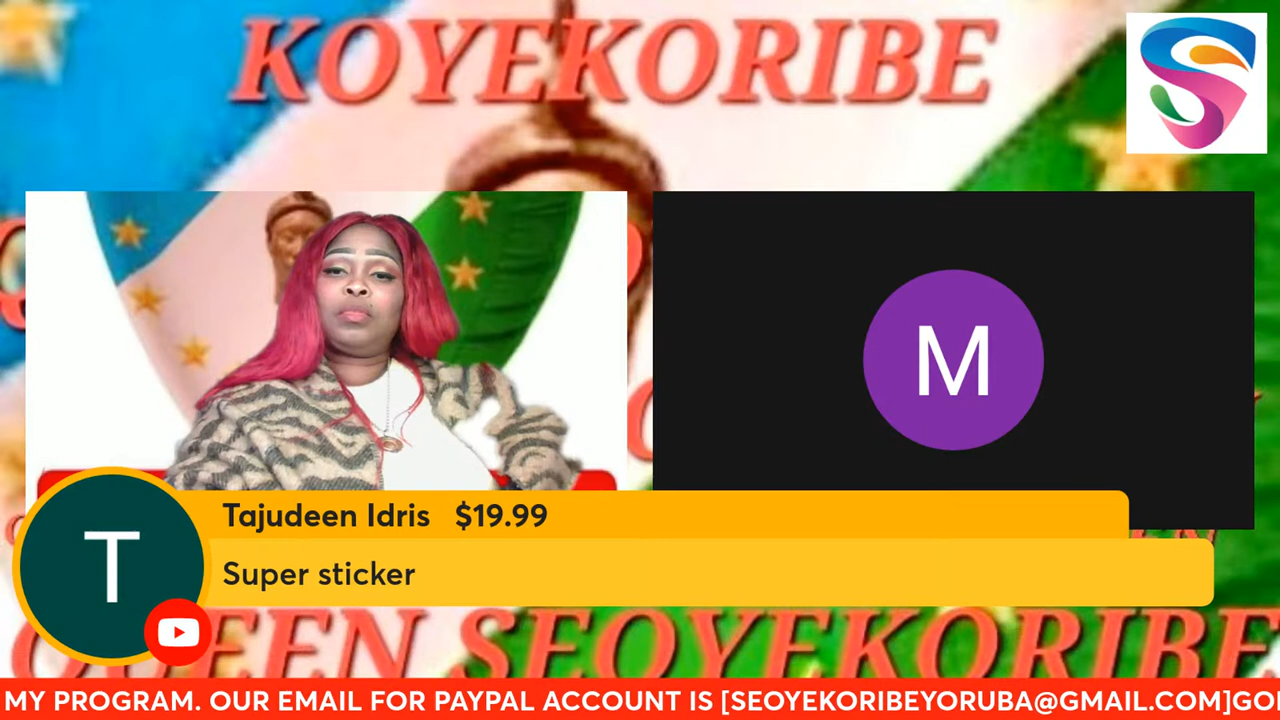 KOYEKORIBE
M
T
Tajudeen Idris $19.99
Super sticker
QUEEN SEOYEKORIBE
MY PROGRAM. OUR EMAIL FOR PAYPAL ACCOUNT IS [SEOYEKORIBEYORUBA@GMAIL.COM]